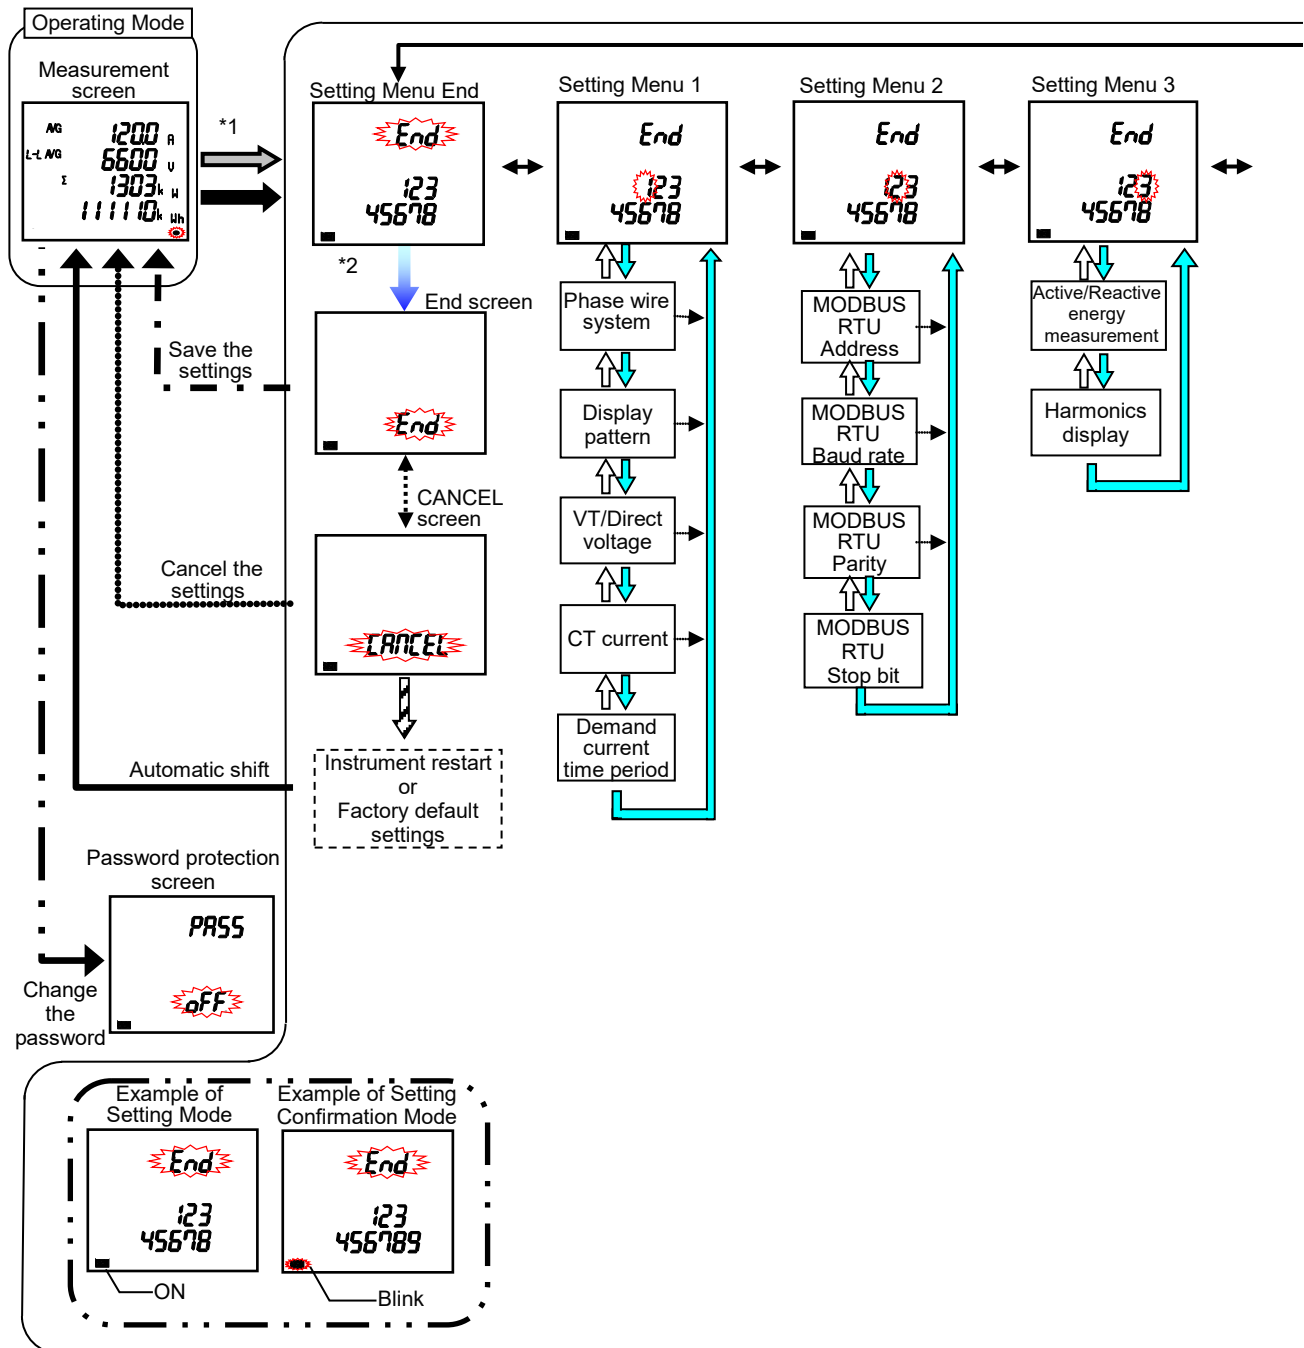 Operating Mode
Measurement
screen
AVG 120.0 A
L-L AVG 6600 V
Σ 1303 k W
111110 k Wh
*1
Setting Menu End
End
123
45678
*2
End screen
End
CANCEL
screen
CANCEL
Instrument restart
or
Factory default
settings
Save the
settings
Cancel the
settings
Automatic shift
Password protection
screen
PASS
oFF
Change
the
password
Setting Menu 1
End
123
45678
Phase wire
system
Display
pattern
VT/Direct
voltage
CT current
Demand
current
time period
Setting Menu 2
End
123
45678
MODBUS
RTU
Address
MODBUS
RTU
Baud rate
MODBUS
RTU
Parity
MODBUS
RTU
Stop bit
Setting Menu 3
End
123
45678
Active/Reactive
energy
measurement
Harmonics
display
Example of
Setting Mode
End
123
45678
ON
Example of Setting
Confirmation Mode
End
123
456789
Blink